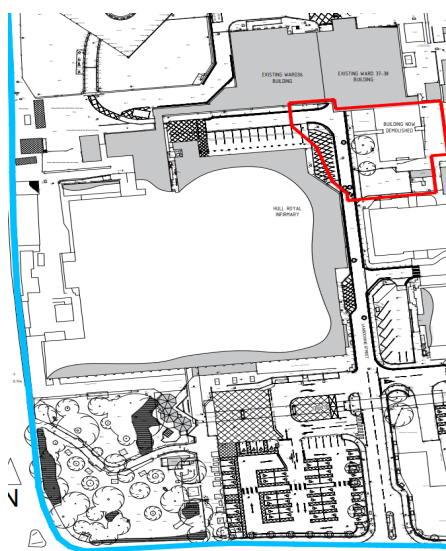 EXISTING WARD36
BUILDING
EXISTING WARD 37-38
BUILDING
BUILDING NOW
DEMOLISHED
HULL ROYAL
INFIRMARY
N